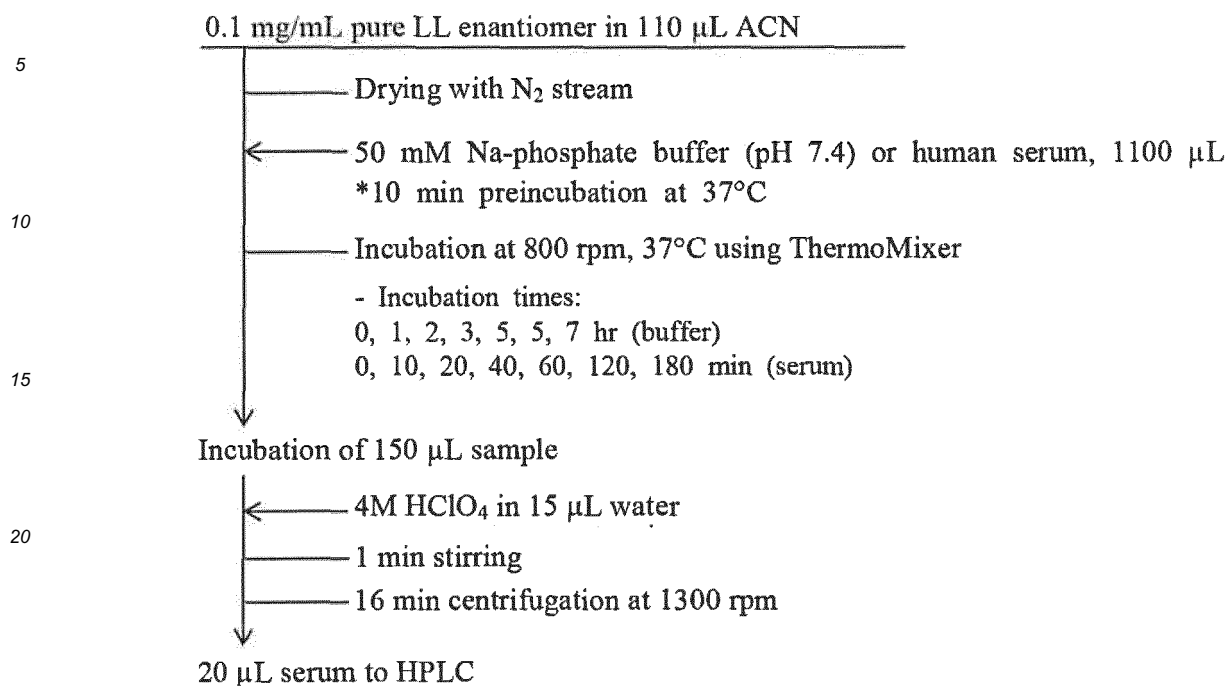 0.1 mg/mL pure LL enantiomer in 110 μL ACN
5
Drying with N₂ stream
50 mM Na-phosphate buffer (pH 7.4) or human serum, 1100 μL
*10 min preincubation at 37°C
10
Incubation at 800 rpm, 37°C using ThermoMixer
- Incubation times:
0, 1, 2, 3, 5, 5, 7 hr (buffer)
0, 10, 20, 40, 60, 120, 180 min (serum)
15
Incubation of 150 μL sample
4M HClO₄ in 15 μL water
20
1 min stirring
16 min centrifugation at 1300 rpm
20 μL serum to HPLC